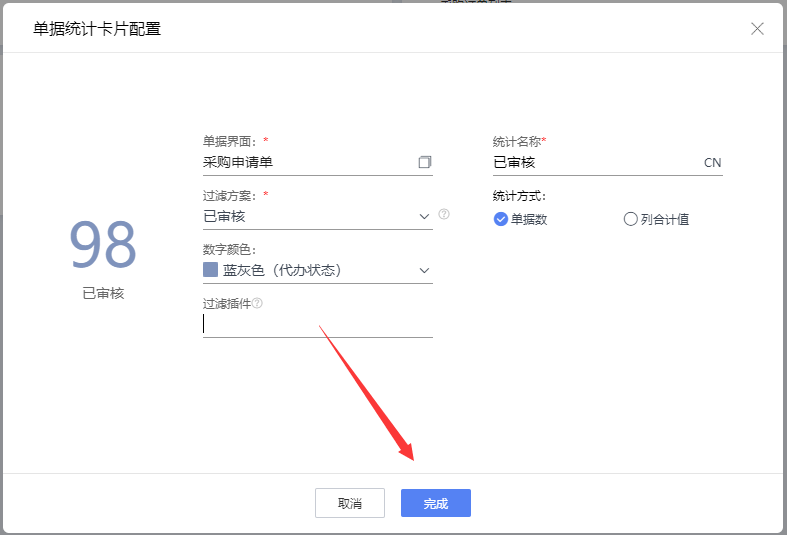 单据统计卡片配置
单据界面：*
统计名称*
采购申请单
已审核
CN
过滤方案：*
统计方式：
已审核
单据数
列合计值
数字颜色：
蓝灰色（代办状态）
98
已审核
过滤插件
取消
完成